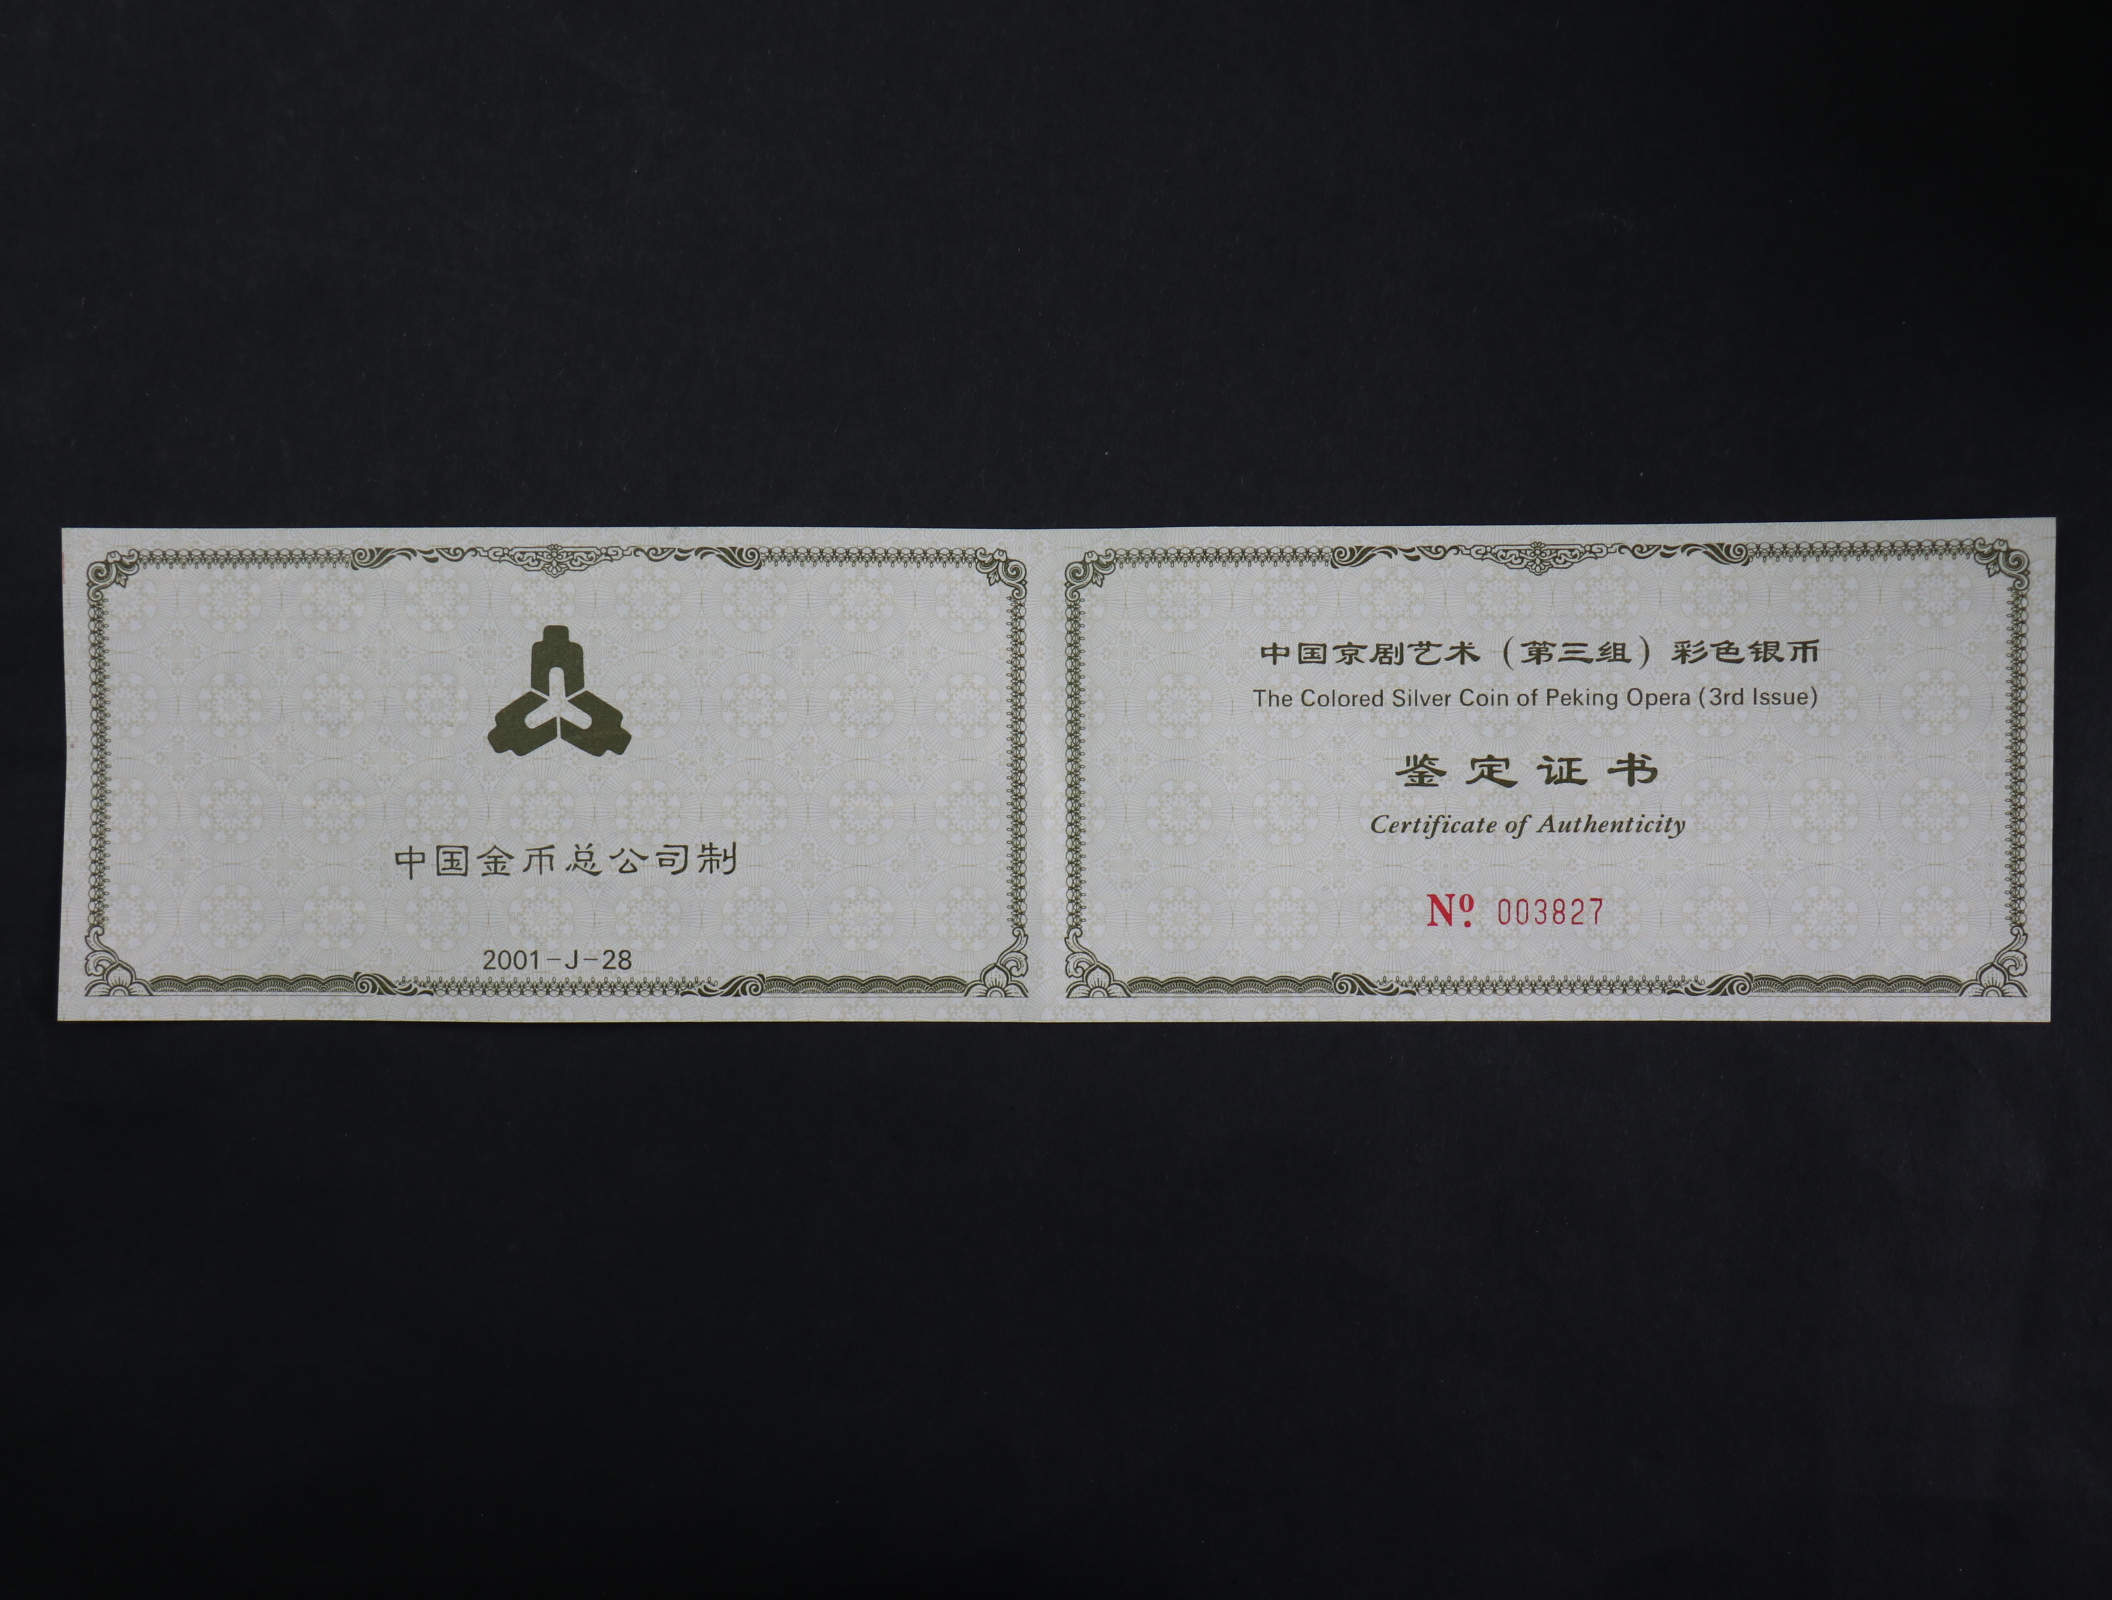 中国金币总公司制
2001-J-28
中国京剧艺术（第三组）彩色银币
The Colored Silver Coin of Peking Opera (3rd Issue)
鉴定证书
Certificate of Authenticity
Nº. 003827